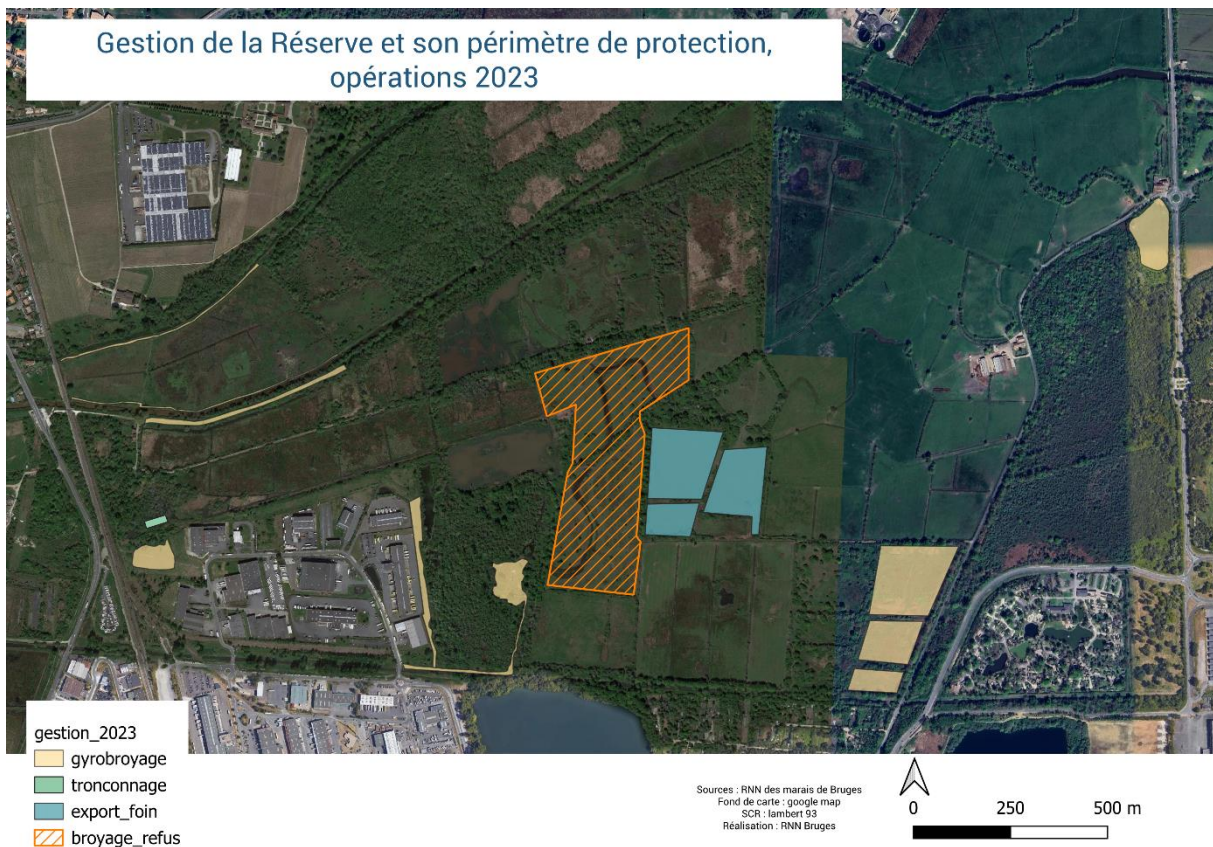 Gestion de la Réserve et son périmètre de protection,
opérations 2023
gestion_2023
gyrobroyage
tronconnage
export_foin
broyage_refus
Sources : RNN des marais de Bruges
Fond de carte : google map
SCR : lambert 93
Réalisation : RNN Bruges
0 250 500 m